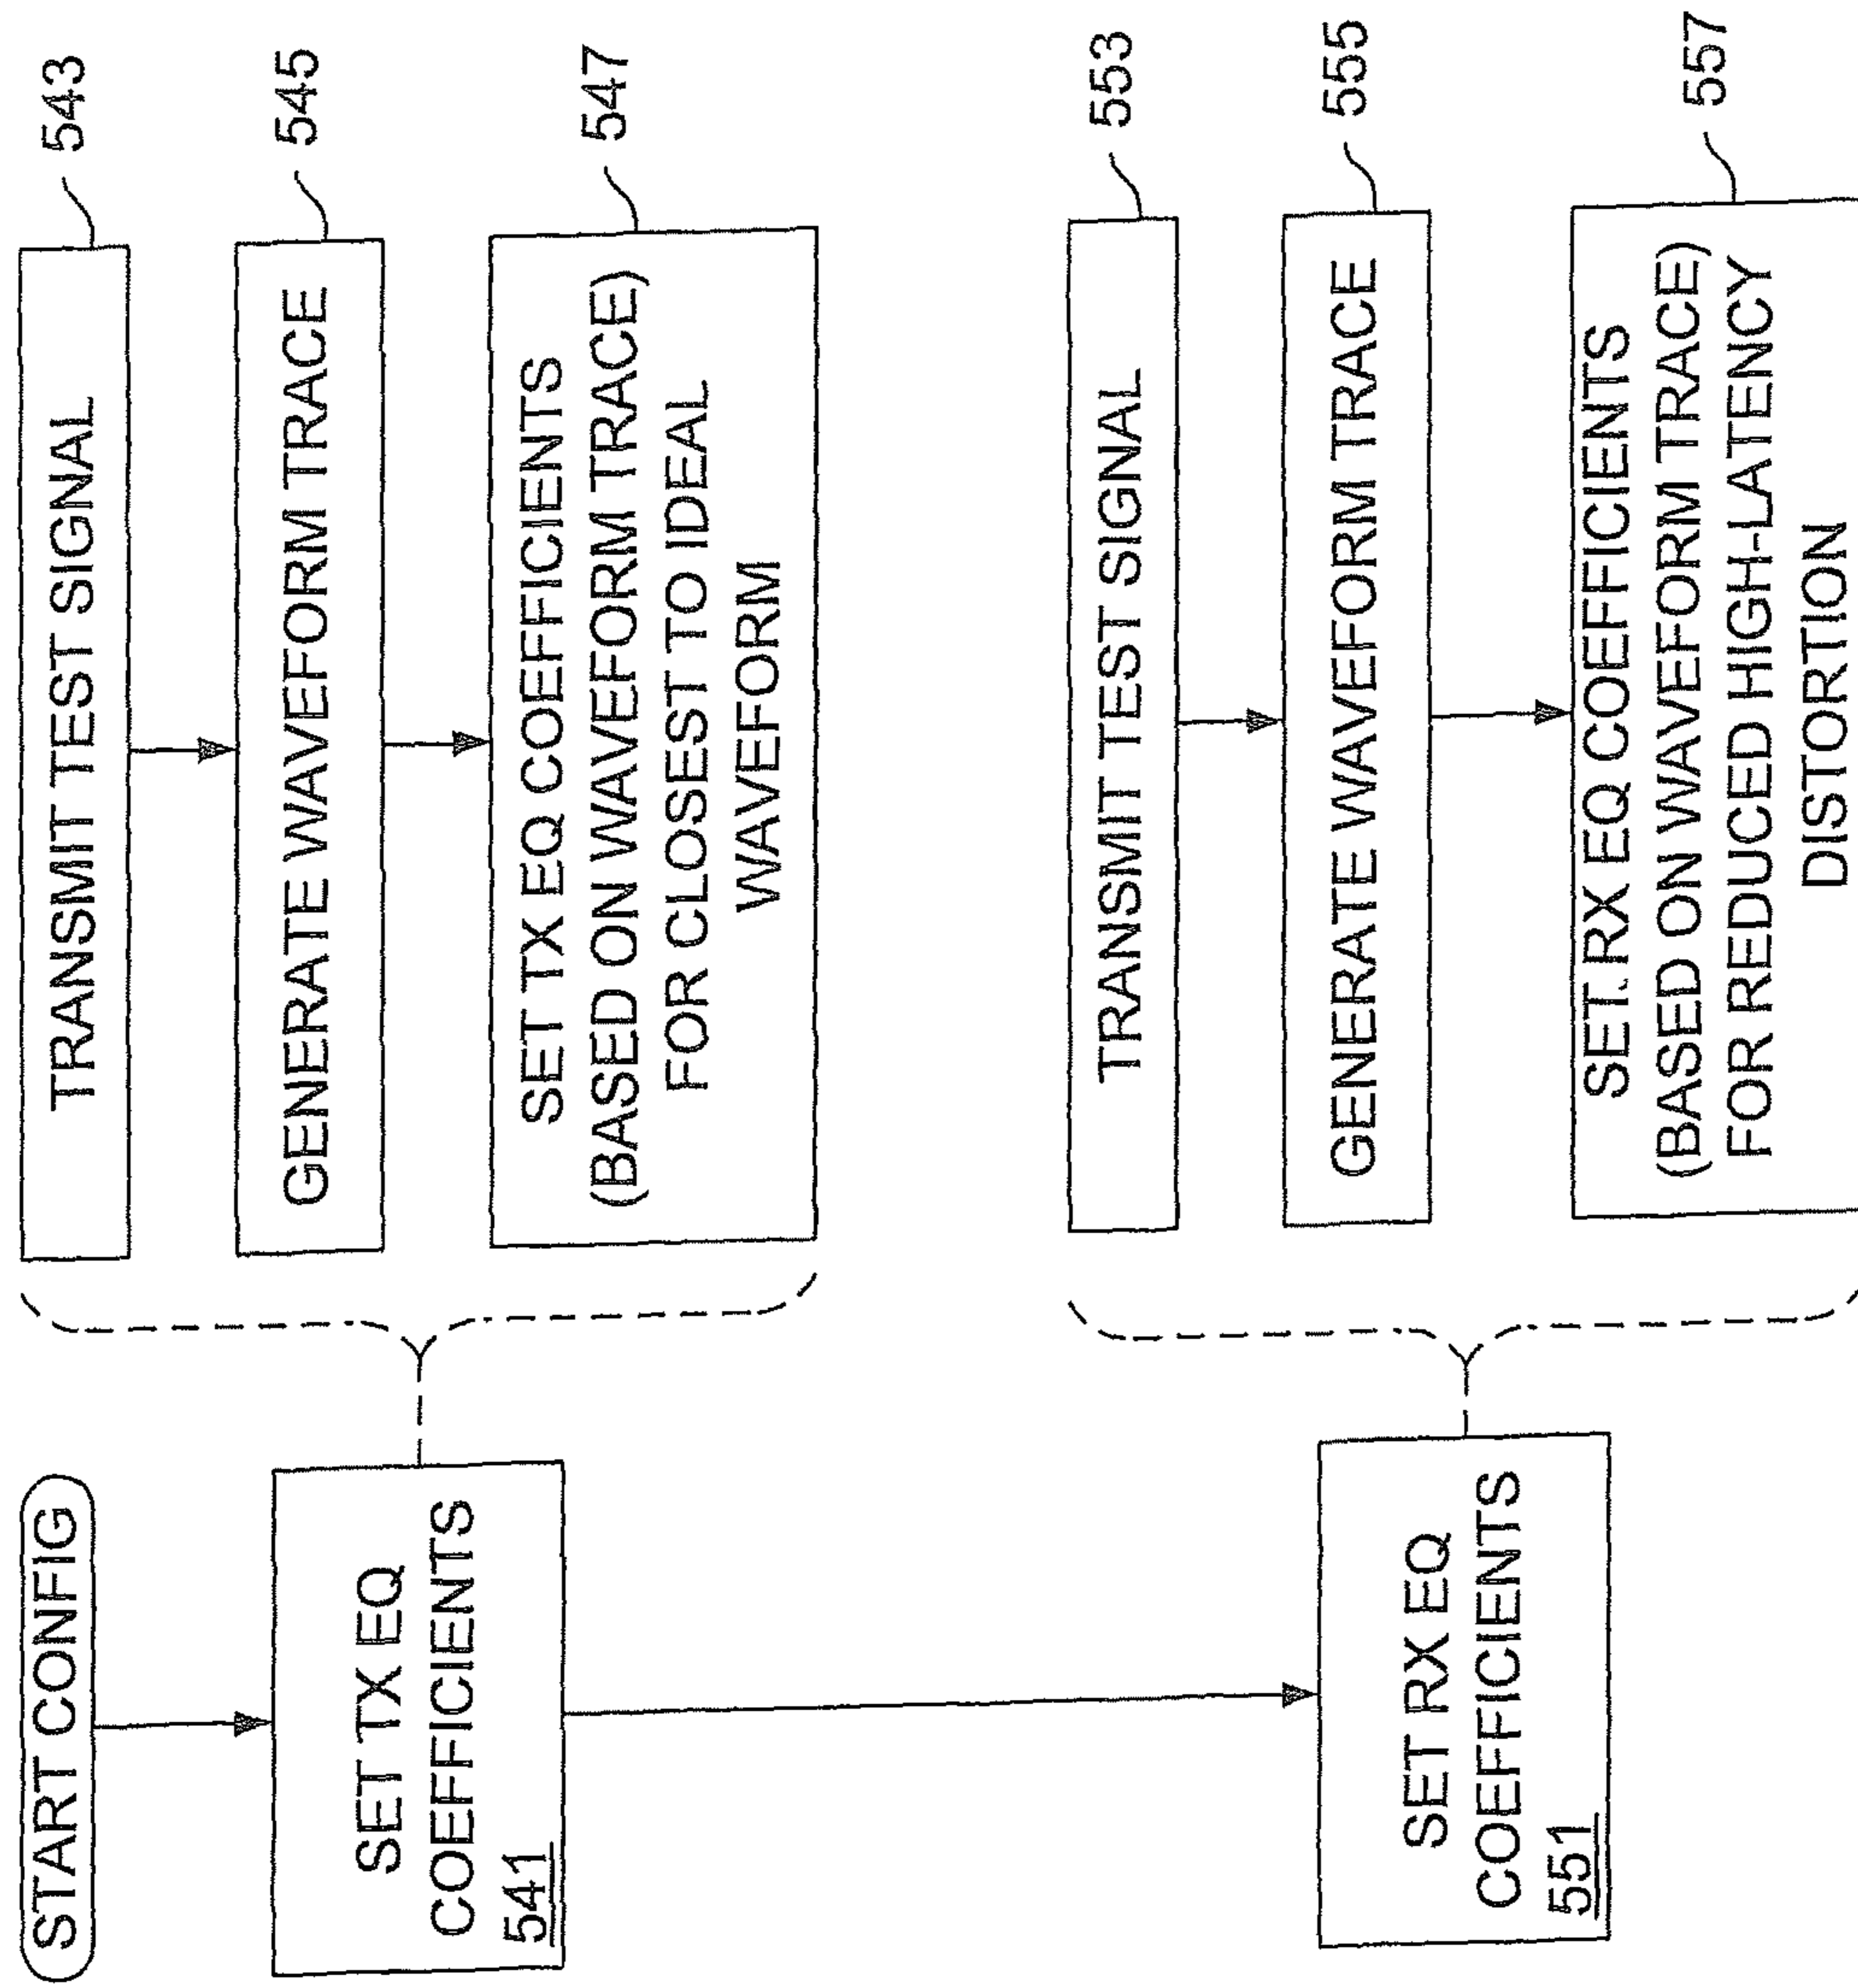 START CONFIG
SET TX EQ
COEFFICIENTS
541
TRANSMIT TEST SIGNAL
543
GENERATE WAVEFORM TRACE
545
SET TX EQ COEFFICIENTS
(BASED ON WAVEFORM TRACE)
FOR CLOSEST TO IDEAL
WAVEFORM
547
SET RX EQ
COEFFICIENTS
551
TRANSMIT TEST SIGNAL
553
GENERATE WAVEFORM TRACE
555
SET RX EQ COEFFICIENTS
(BASED ON WAVEFORM TRACE)
FOR REDUCED HIGH-LATENCY
DISTORTION
557